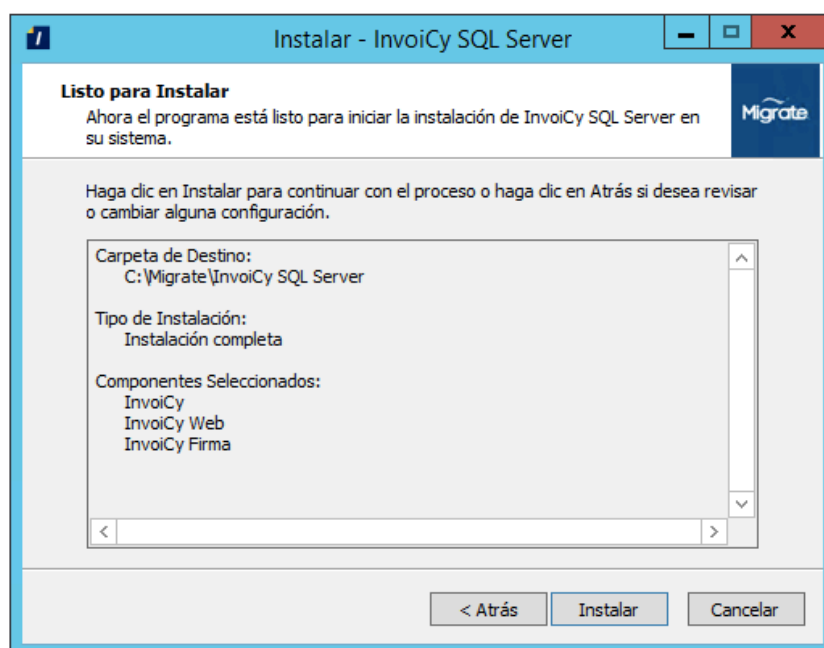 Instalar - InvoiCy SQL Server
Listo para Instalar
Ahora el programa está listo para iniciar la instalación de InvoiCy SQL Server en
su sistema.
Migrate
Haga clic en Instalar para continuar con el proceso o haga clic en Atrás si desea revisar
o cambiar alguna configuración.
Carpeta de Destino:
C:\Migrate\InvoiCy SQL Server
Tipo de Instalación:
Instalación completa
Componentes Seleccionados:
InvoiCy
InvoiCy Web
InvoiCy Firma
< Atrás
Instalar
Cancelar